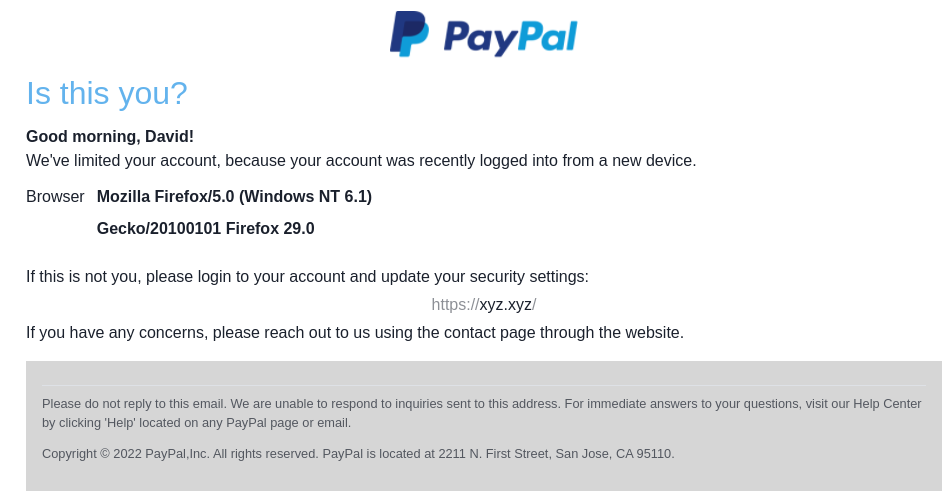 PayPal
Is this you?
Good morning, David!
We've limited your account, because your account was recently logged into from a new device.
Browser Mozilla Firefox/5.0 (Windows NT 6.1)
Gecko/20100101 Firefox 29.0
If this is not you, please login to your account and update your security settings:
https://xyz.xyz/
If you have any concerns, please reach out to us using the contact page through the website.
Please do not reply to this email. We are unable to respond to inquiries sent to this address. For immediate answers to your questions, visit our Help Center
by clicking 'Help' located on any PayPal page or email.
Copyright © 2022 PayPal,Inc. All rights reserved. PayPal is located at 2211 N. First Street, San Jose, CA 95110.